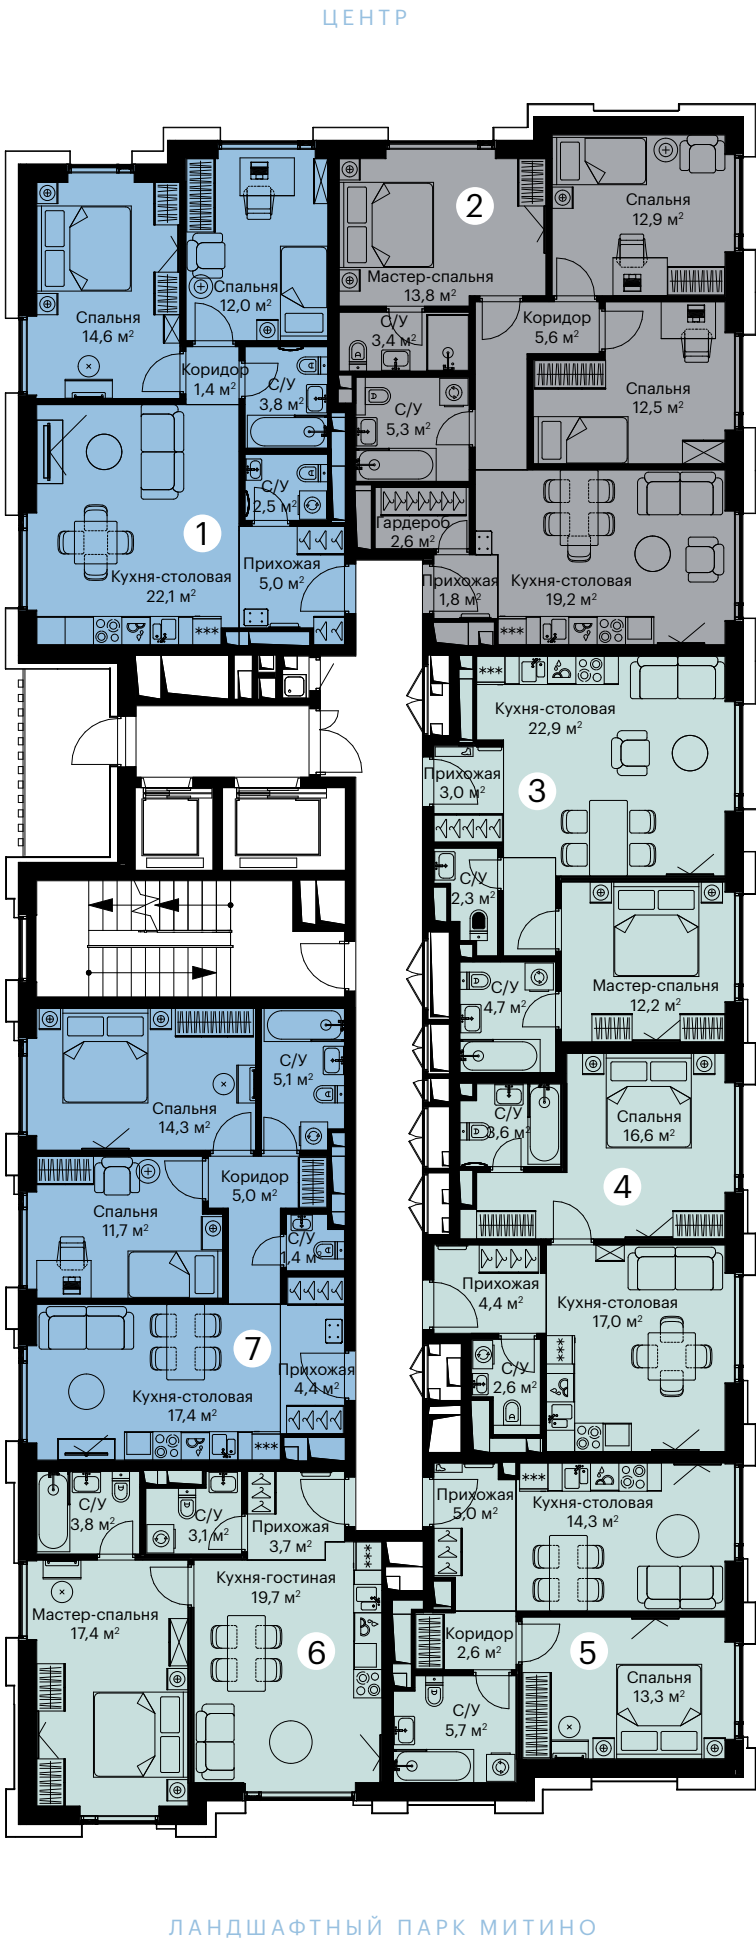 ЦЕНТР
2
Спальня
12,9 м²
Мастер-спальня
13,8 м²
Спальня
12,0 м²
Спальня
14,6 м²
С/У
3,4 м²
Коридор
5,6 м²
Коридор
1,4 м²
С/У
3,8 м²
Спальня
12,5 м²
С/У
5,3 м²
С/У
2,5 м²
1
Гардероб
2,6 м²
Прихожая
5,0 м²
Кухня-столовая
22,1 м²
Прихожая
1,8 м²
Кухня-столовая
19,2 м²
***
***
***
Кухня-столовая
22,9 м²
Прихожая
3,0 м²
3
С/У
2,3 м²
С/У
4,7 м²
Мастер-спальня
12,2 м²
С/У
5,1 м²
Спальня
14,3 м²
С/У
3,6 м²
Спальня
16,6 м²
4
Коридор
5,0 м²
Спальня
11,7 м²
С/У
1,4 м
Прихожая
4,4 м²
Кухня-столовая
17,0 м²
***
7
Прихожая
4,4 м²
Кухня-столовая
17,4 м²
***
С/У
2,6 м²
***
Прихожая
5,0 м²
Кухня-столовая
14,3 м²
С/У
3,8 м²
С/У
3,1 м²
Прихожая
3,7 м²
***
Кухня-гостиная
19,7 м²
Мастер-спальня
17,4 м²
6
Коридор
2,6 м²
5
Спальня
13,3 м²
С/У
5,7 м²
ЛАНДШАФТНЫЙ ПАРК МИТИНО